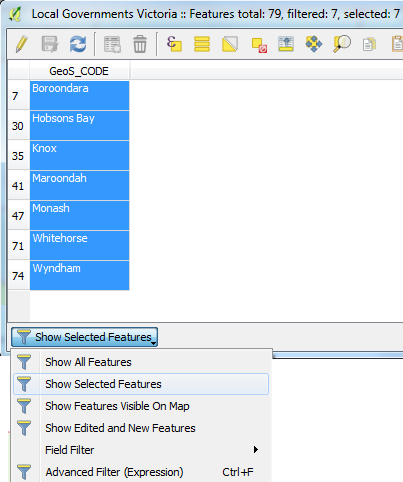 Local Governments Victoria :: Features total: 79, filtered: 7, selected: 7
GeoS_CODE
7 Boroondara
30 Hobsons Bay
35 Knox
41 Maroondah
47 Monash
71 Whitehorse
74 Wyndham
Show Selected Features
Show All Features
Show Selected Features
Show Features Visible On Map
Show Edited and New Features
Field Filter
Advanced Filter (Expression) Ctrl+F